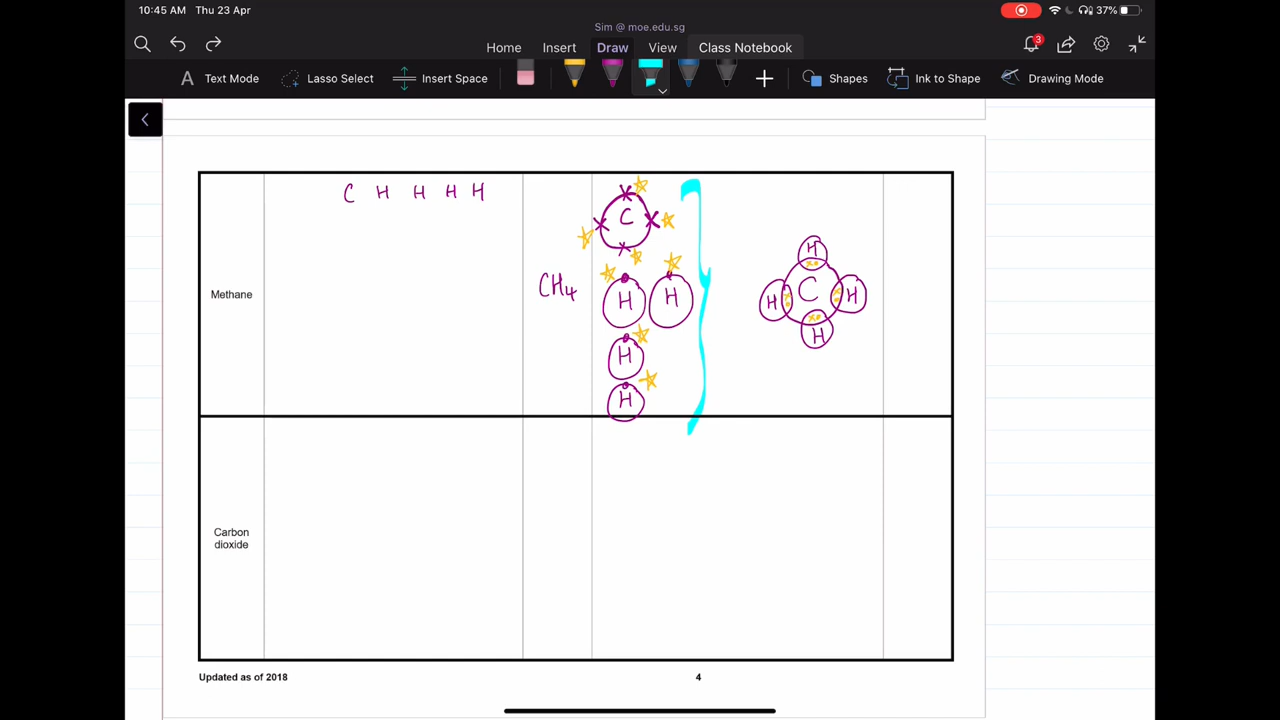 10:45 AM Thu 23 Apr
37%
Sim @ moe.edu.sg
Home Insert Draw View Class Notebook
3
A Text Mode Lasso Select Insert Space Shapes Ink to Shape Drawing Mode
C H H H H
C
H
CH4
H H
C
H H
Methane
H
H
H
Carbon
dioxide
Updated as of 2018
4